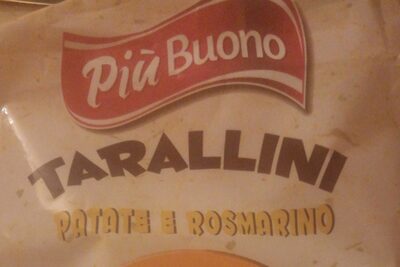 Più Buono
TARALLINI
PATATE E ROSMARINO